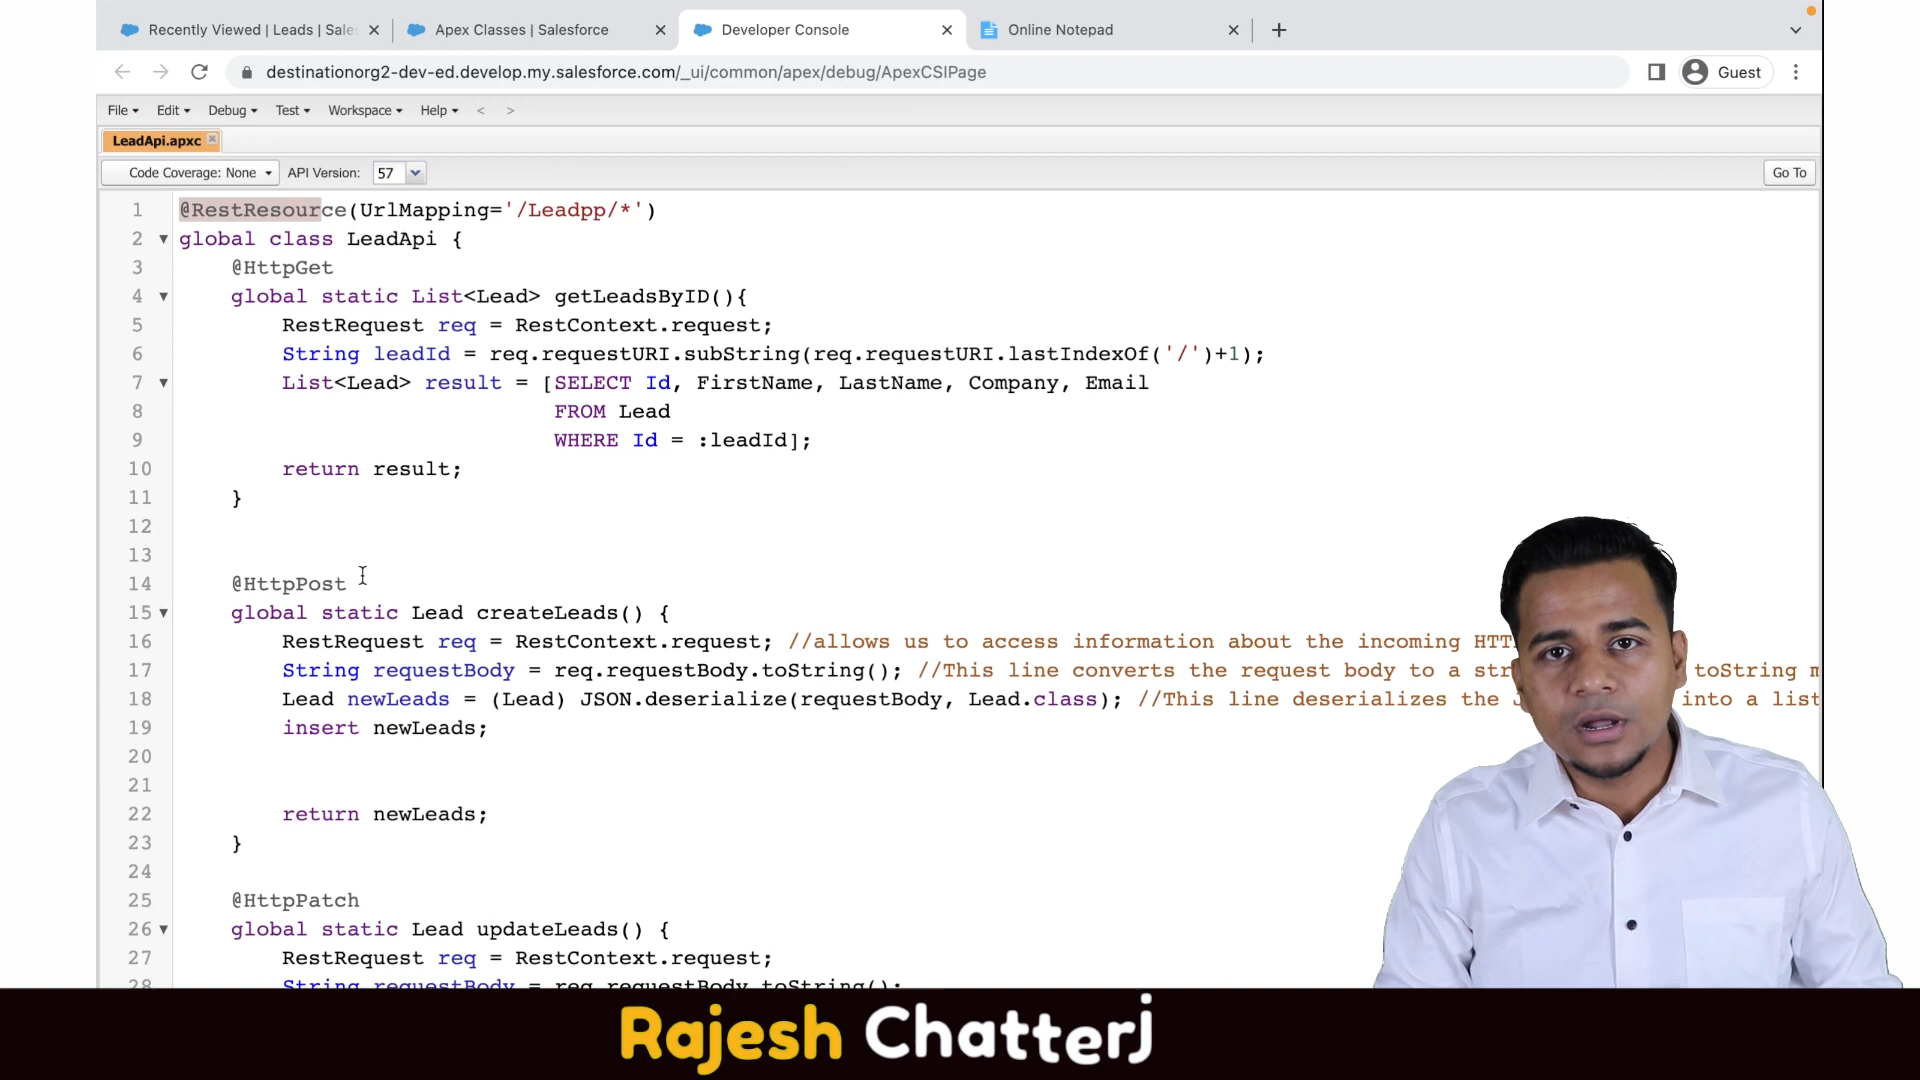 Recently Viewed | Leads | Sales
Apex Classes | Salesforce
Developer Console
Online Notepad
destinationorg2-dev-ed.develop.my.salesforce.com/_ui/common/apex/debug/ApexCSIPage
Guest
File Edit Debug Test Workspace Help < >
LeadApi.apxc
Code Coverage: None API Version: 57 Go To
1 @RestResource(UrlMapping='/Leadpp/*')
2 global class LeadApi {
3 @HttpGet
4 global static List<Lead> getLeadsByID(){
5 RestRequest req = RestContext.request;
6 String leadId = req.requestURI.subString(req.requestURI.lastIndexOf('/')+1);
7 List<Lead> result = [SELECT Id, FirstName, LastName, Company, Email
8 FROM Lead
9 WHERE Id = :leadId];
10 return result;
11 }
12
13
14 @HttpPost
15 global static Lead createLeads() {
16 RestRequest req = RestContext.request; //allows us to access information about the incoming HTT
17 String requestBody = req.requestBody.toString(); //This line converts the request body to a str toString m
18 Lead newLeads = (Lead) JSON.deserialize(requestBody, Lead.class); //This line deserializes the into a list
19 insert newLeads;
20
21
22 return newLeads;
23 }
24
25 @HttpPatch
26 global static Lead updateLeads() {
27 RestRequest req = RestContext.request;
28 String requestBody = req.requestBody.toString();
Rajesh Chatterj